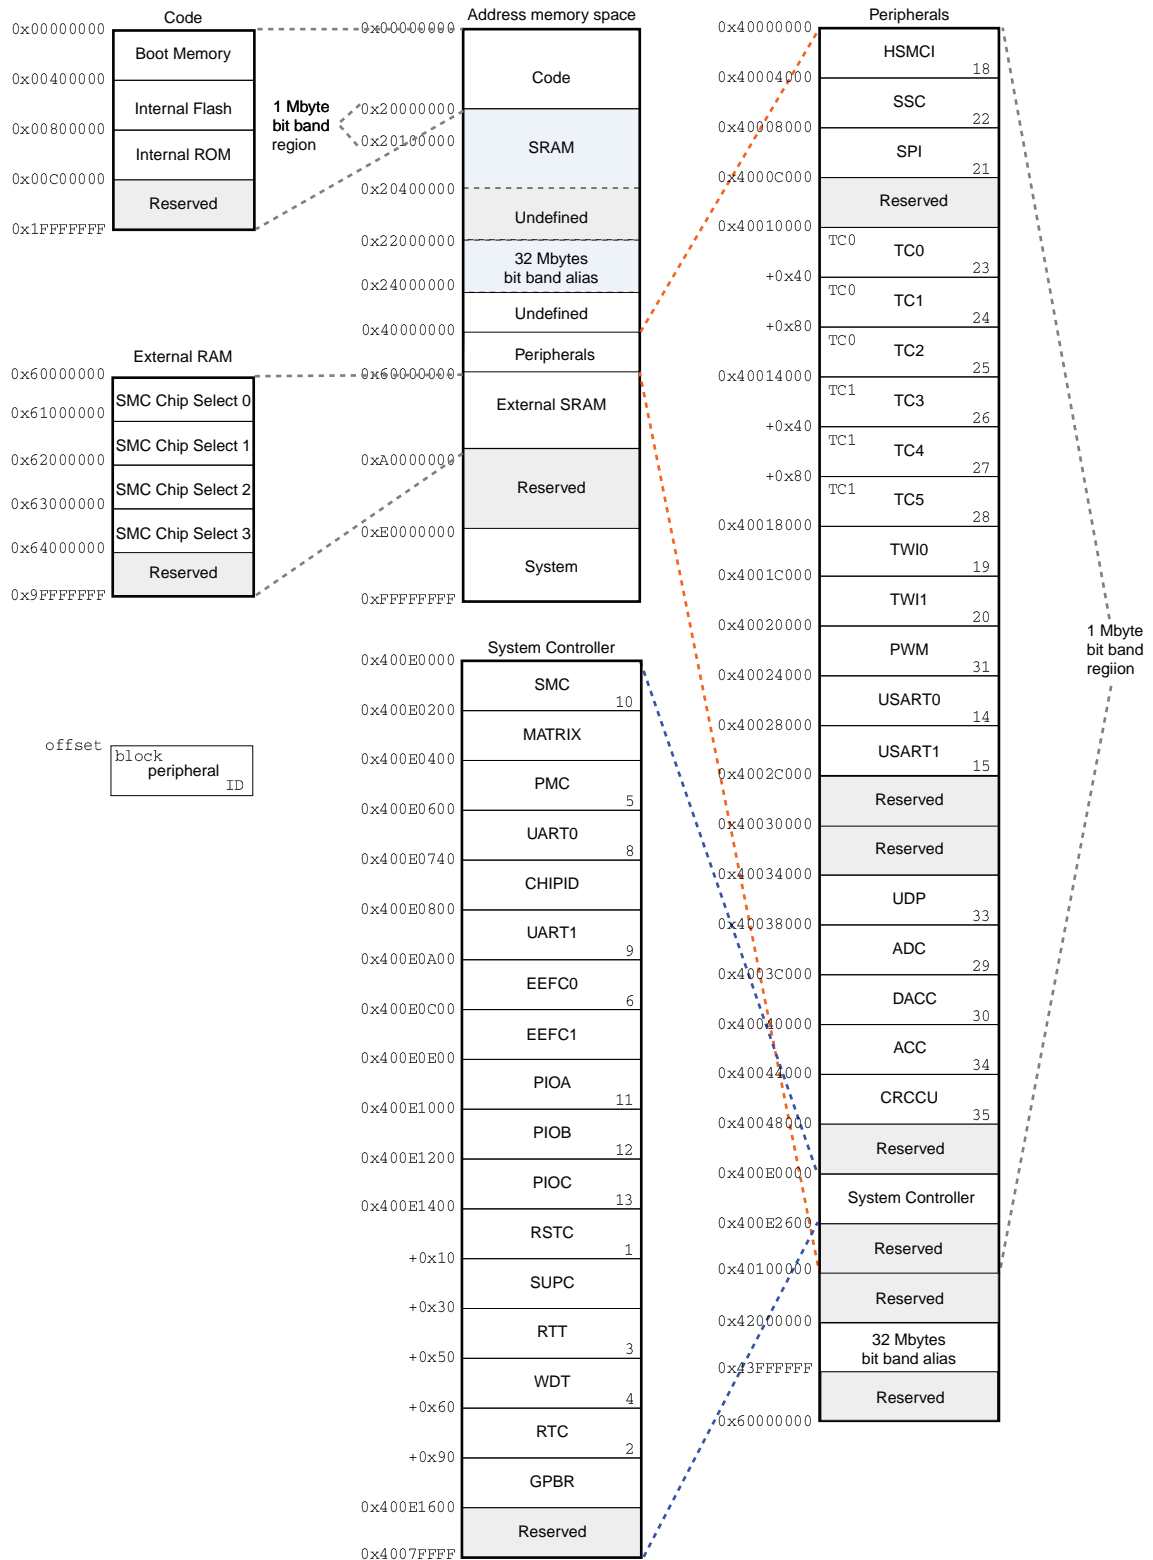 Code
0x00000000
Boot Memory
0x00400000
Internal Flash
0x00800000
Internal ROM
0x00C00000
Reserved
0x1FFFFFFF
1 Mbyte
bit band
region
External RAM
0x60000000
SMC Chip Select 0
0x61000000
SMC Chip Select 1
0x62000000
SMC Chip Select 2
0x63000000
SMC Chip Select 3
0x64000000
Reserved
0x9FFFFFFF
offset
block
peripheral
ID
Address memory space
0x00000000
Code
0x20000000
0x20100000
SRAM
0x20400000
Undefined
0x22000000
32 Mbytes
bit band alias
0x24000000
Undefined
0x40000000
Peripherals
0x60000000
External SRAM
0xA0000000
Reserved
0xE0000000
System
0xFFFFFFFF
System Controller
0x400E0000
SMC
10
0x400E0200
MATRIX
0x400E0400
PMC
5
0x400E0600
UART0
8
0x400E0740
CHIPID
0x400E0800
UART1
9
0x400E0A00
EEFC0
6
0x400E0C00
EEFC1
0x400E0E00
PIOA
11
0x400E1000
PIOB
12
0x400E1200
PIOC
13
0x400E1400
RSTC
1
+0x10
SUPC
+0x30
RTT
3
+0x50
WDT
4
+0x60
RTC
2
+0x90
GPBR
0x400E1600
Reserved
0x4007FFFF
Peripherals
0x40000000
HSMCI
18
0x40004000
SSC
22
0x40008000
SPI
21
0x4000C000
Reserved
0x40010000
TC0
TC0
23
+0x40
TC0
TC1
24
+0x80
TC0
TC2
25
0x40014000
TC1
TC3
26
+0x40
TC1
TC4
27
+0x80
TC1
TC5
28
0x40018000
TWI0
19
0x4001C000
TWI1
20
0x40020000
PWM
31
0x40024000
USART0
14
0x40028000
USART1
15
0x4002C000
Reserved
0x40030000
Reserved
0x40034000
UDP
33
0x40038000
ADC
29
0x4003C000
DACC
30
0x40040000
ACC
34
0x40044000
CRCCU
35
0x40048000
Reserved
0x400E0000
System Controller
0x400E2600
Reserved
0x40100000
Reserved
0x42000000
32 Mbytes
bit band alias
0x43FFFFFF
Reserved
0x60000000
1 Mbyte
bit band
regiion